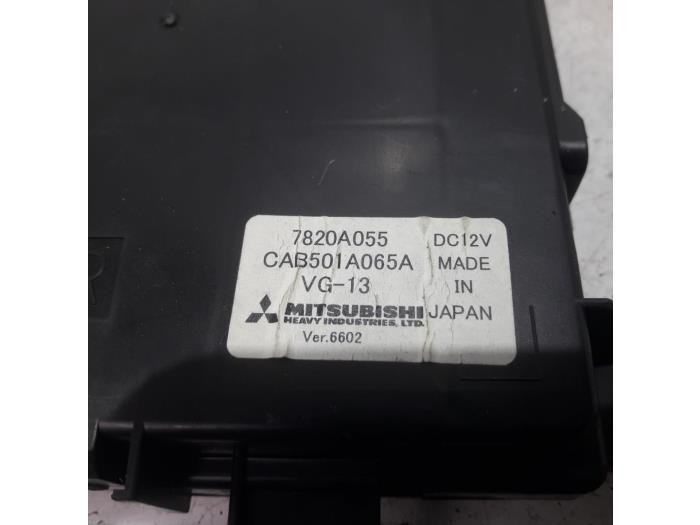 7820A055 DC12V
CAB501A065A MADE
VG-13 IN
MITSUBISHI JAPAN
HEAVY INDUSTRIES, LTD.
Ver.6602
R